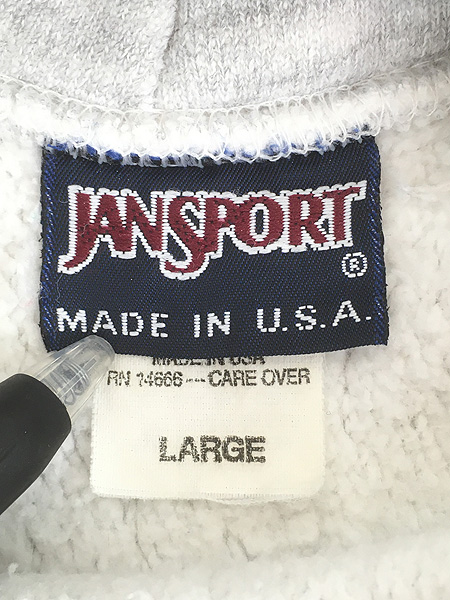 JANSPORT
®
MADE IN U.S.A.
MADE IN USA
RN 14666 -- CARE OVER
LARGE